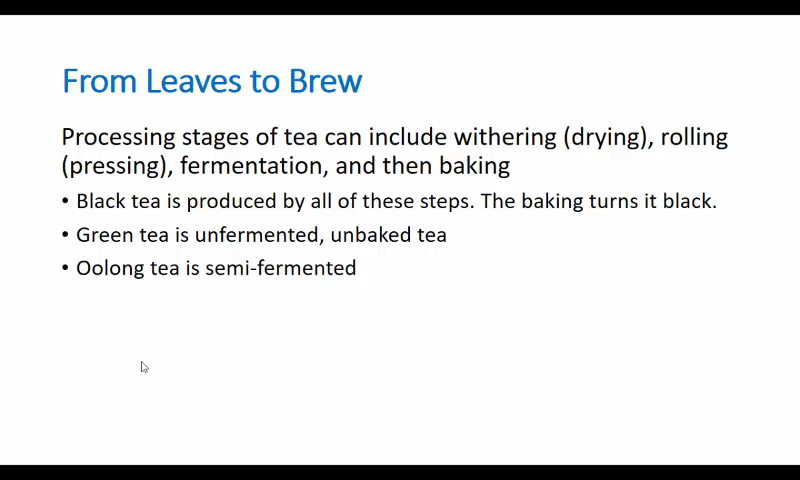 From Leaves to Brew
Processing stages of tea can include withering (drying), rolling
(pressing), fermentation, and then baking
• Black tea is produced by all of these steps. The baking turns it black.
• Green tea is unfermented, unbaked tea
• Oolong tea is semi-fermented